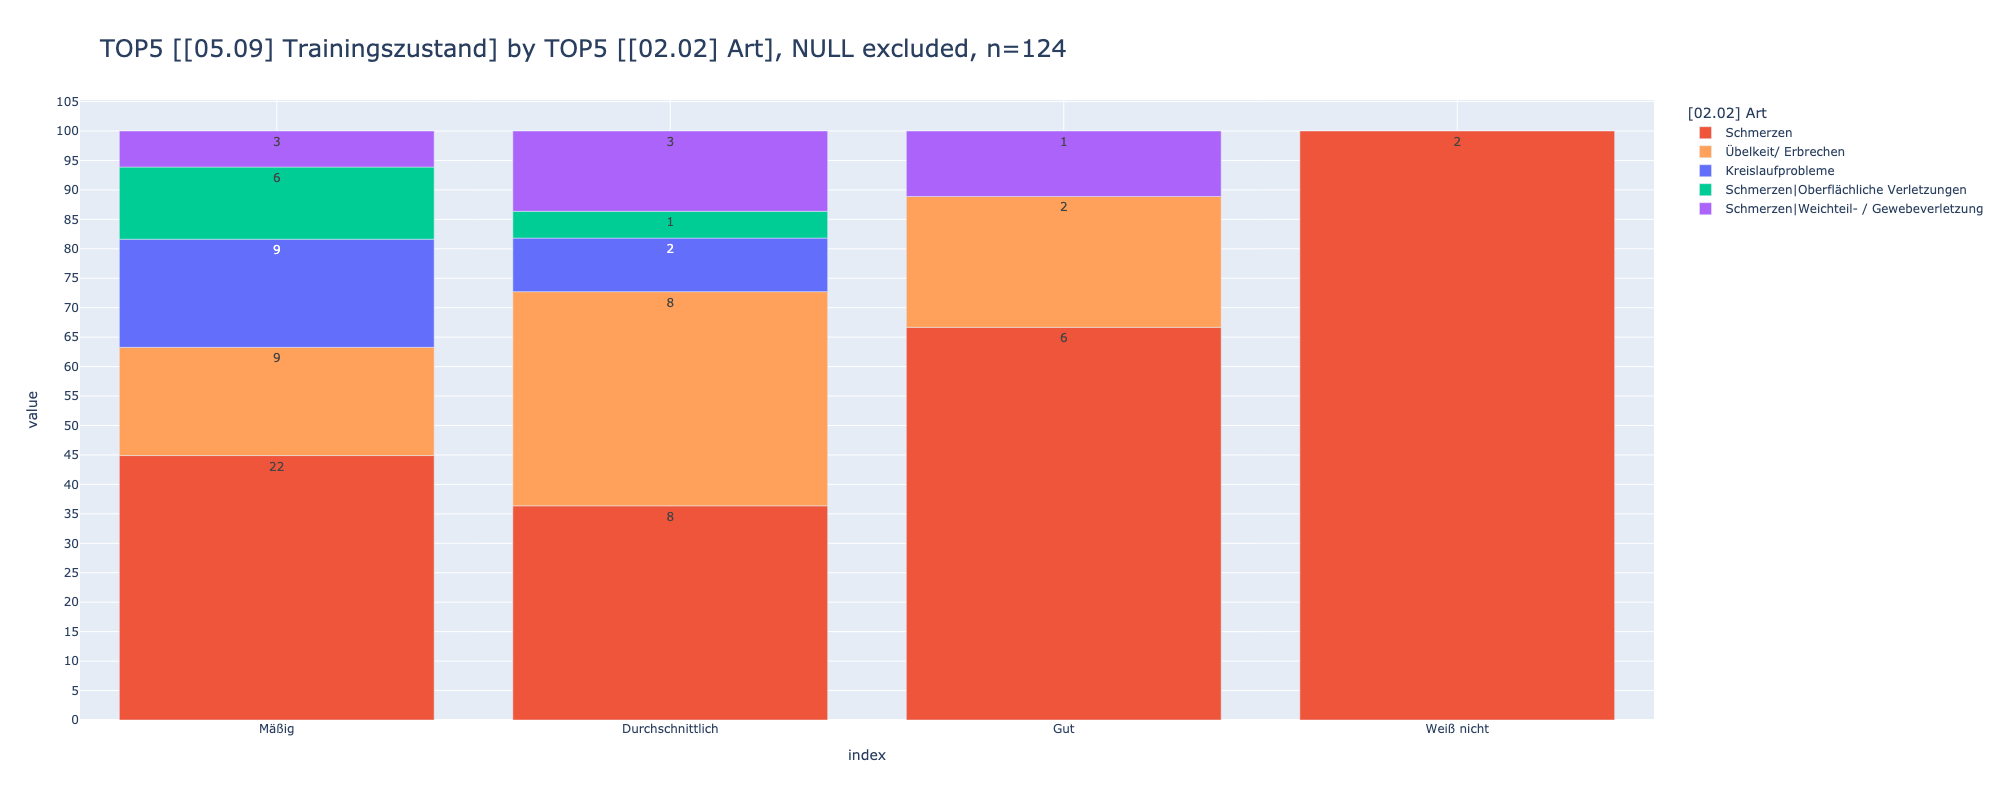 TOP5 [[05.09] Trainingszustand] by TOP5 [[02.02] Art], NULL excluded, n=124
[02.02] Art
Schmerzen
Übelkeit/ Erbrechen
Kreislaufprobleme
Schmerzen|Oberflächliche Verletzungen
Schmerzen|Weichteil- / Gewebeverletzung
value
105
100
95
90
85
80
75
70
65
60
55
50
45
40
35
30
25
20
15
10
5
0
3
6
9
9
22
3
1
2
8
8
1
2
6
2
Mäßig
Durchschnittlich
Gut
Weiß nicht
index